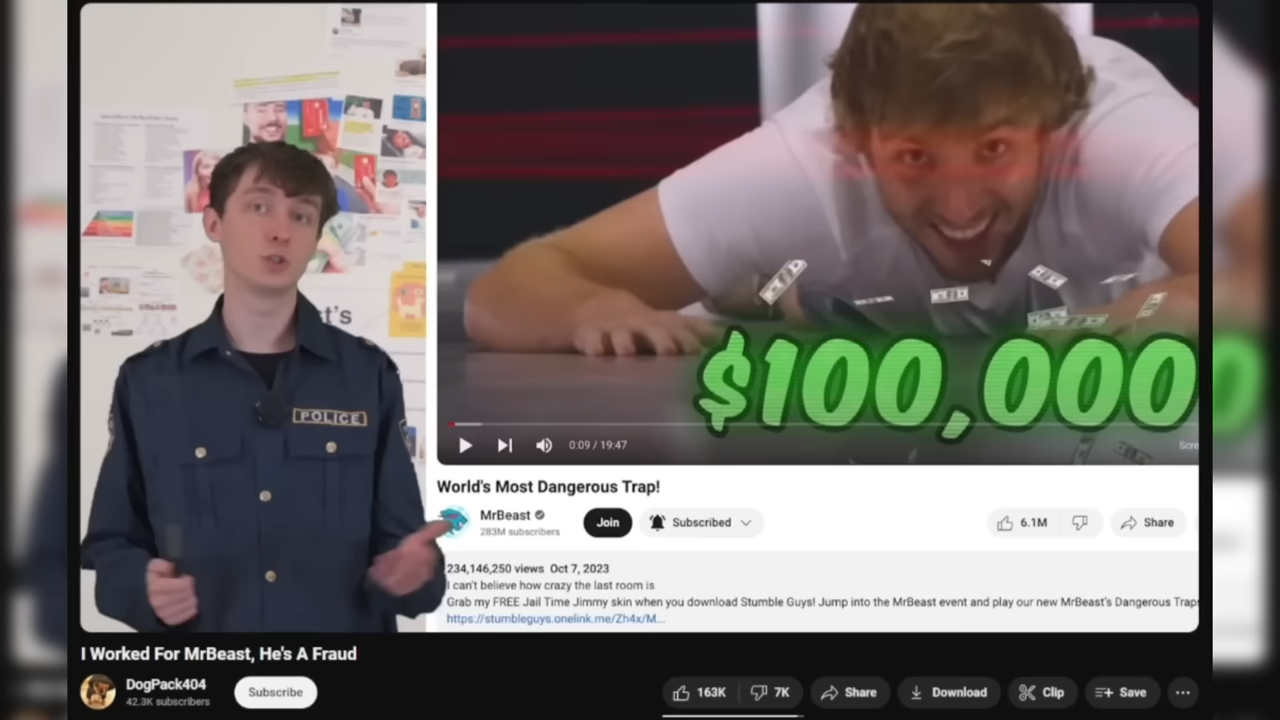 t's
POLICE
$100,000
0:09 / 19:47
Scre
World's Most Dangerous Trap!
MrBeast
283M subscribers
Join
Subscribed
6.1M
Share
234,146,250 views Oct 7, 2023
I can't believe how crazy the last room is
Grab my FREE Jail Time Jimmy skin when you download Stumble Guys! Jump into the MrBeast event and play our new MrBeast's Dangerous Traps
https://stumbleguys.onelink.me/Zh4x/M...
I Worked For MrBeast, He's A Fraud
DogPack404
42.3K subscribers
Subscribe
163K
7K
Share
Download
Clip
Save